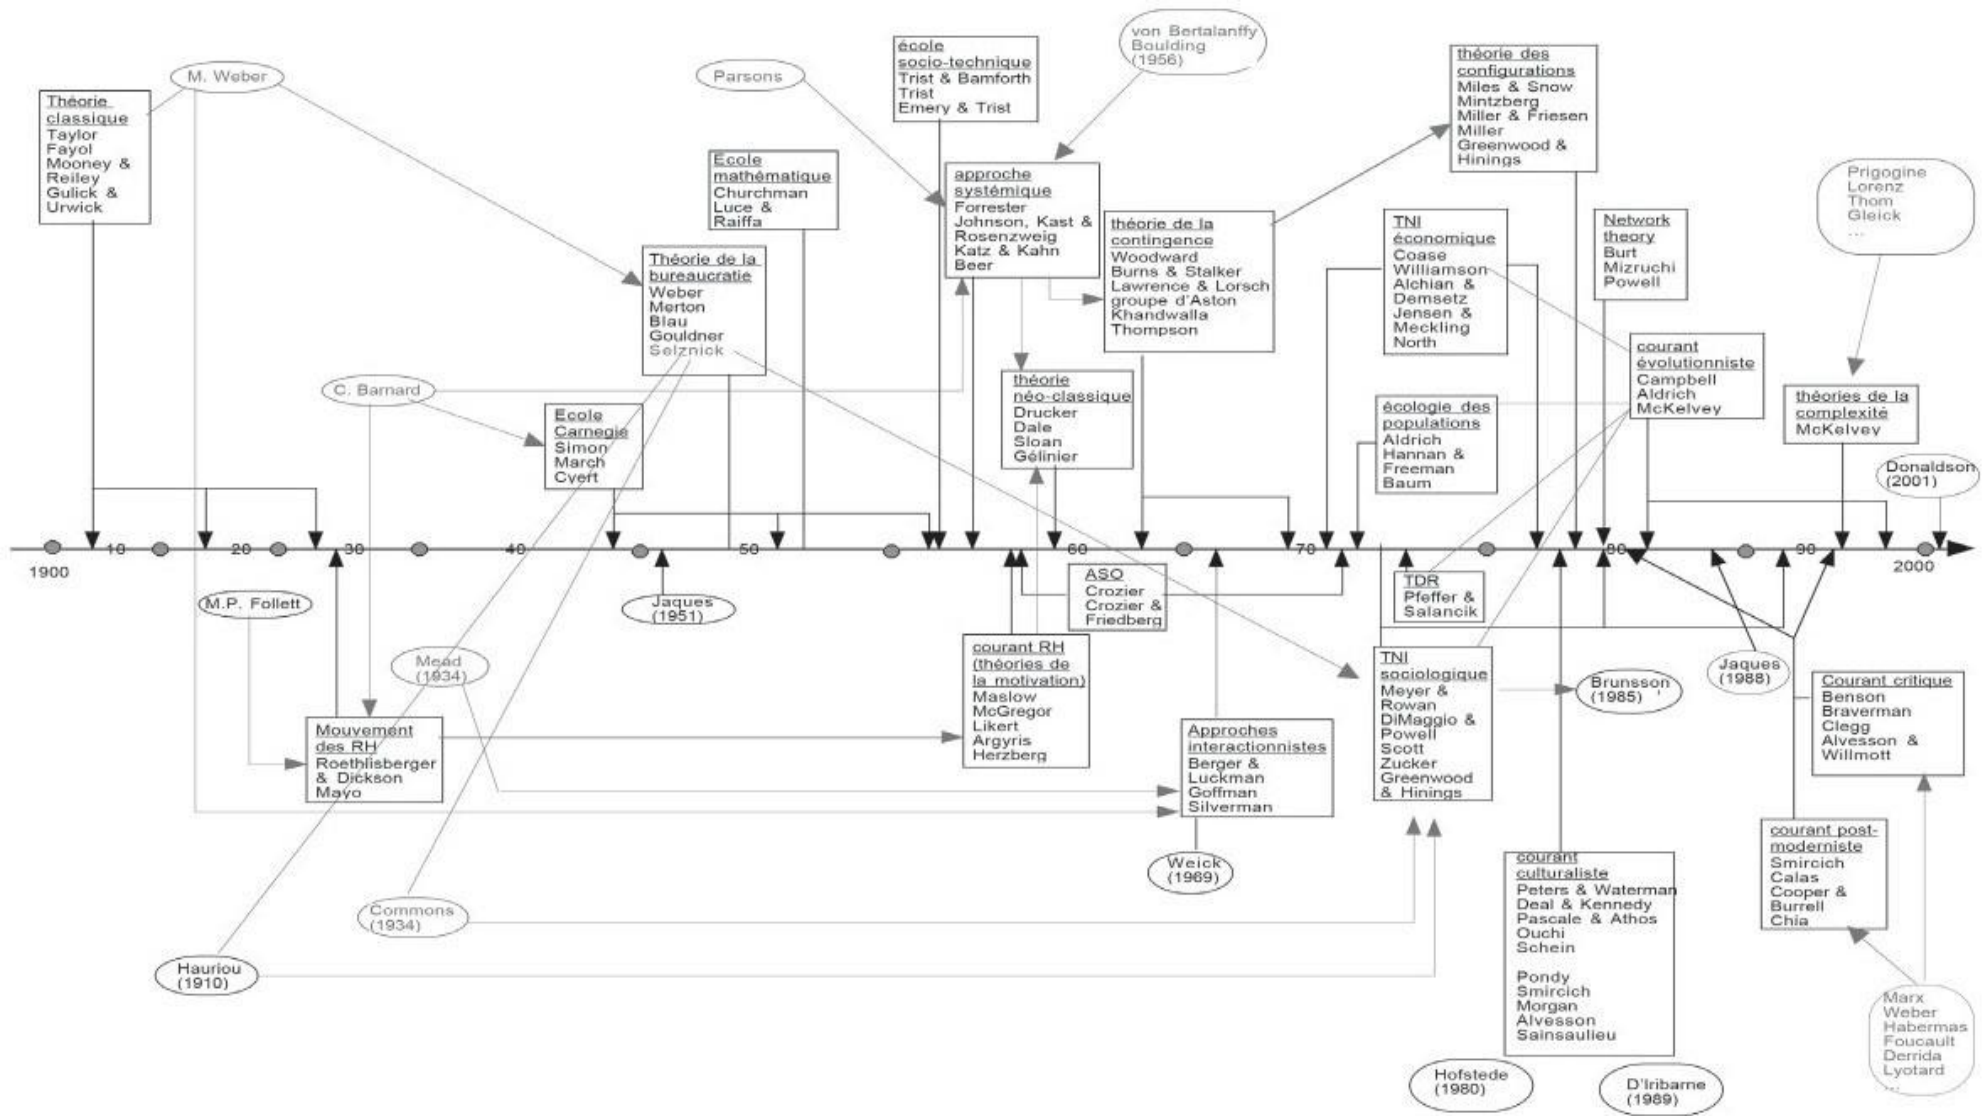 M. Weber
Théorie
classique
Taylor
Fayol
Mooney &
Reiley
Gulick &
Urwick
Parsons
école
socio-technique
Trist & Bamforth
Trist
Emery & Trist
von Bertalanffy
Boulding
(1956)
théorie des
configurations
Miles & Snow
Mintzberg
Miller & Friesen
Miller
Greenwood &
Hinings
Ecole
mathématique
Churchman
Luce &
Raiffa
approche
systémique
Forrester
Johnson, Kast &
Rosenzweig
Katz & Kahn
Beer
théorie de la
contingence
Woodward
Burns & Stalker
Lawrence & Lorsch
groupe d'Aston
Khandwalla
Thompson
TNI
économique
Coase
Williamson
Alchian &
Demsetz
Jensen &
Meckling
North
Network
theory
Burt
Mizruchi
Powell
Prigogine
Lorenz
Thom
Gleick
...
Théorie de la
bureaucratie
Weber
Merton
Blau
Gouldner
Selznick
C. Barnard
Ecole
Carnegie
Simon
March
Cyert
théorie
néo-classique
Drucker
Dale
Sloan
Gélinier
écologie des
populations
Aldrich
Hannan &
Freeman
Baum
courant
évolutionniste
Campbell
Aldrich
McKelvey
théories de la
complexité
McKelvey
Donaldson
(2001)
1900
10
20
30
40
50
60
70
80
90
2000
M.P. Follett
Jaques
(1951)
ASO
Crozier
Crozier &
Friedberg
TDR
Pfeffer &
Salancik
Mead
(1934)
Mouvement
des RH
Roethlisberger
& Dickson
Mayo
courant RH
(théories de
la motivation)
Maslow
McGregor
Likert
Argyris
Herzberg
Approches
interactionnistes
Berger &
Luckman
Goffman
Silverman
TNI
sociologique
Meyer &
Rowan
DiMaggio &
Powell
Scott
Zucker
Greenwood
& Hinings
Brunsson
(1985)
Jaques
(1988)
Courant critique
Benson
Braverman
Clegg
Alvesson &
Willmott
Weick
(1969)
Commons
(1934)
Hauriou
(1910)
courant
culturaliste
Peters & Waterman
Deal & Kennedy
Pascale & Athos
Ouchi
Schein
Pondy
Smircich
Morgan
Alvesson
Sainsaulieu
courant post-
moderniste
Smircich
Calas
Cooper &
Burrell
Chia
Marx
Weber
Habermas
Foucault
Derrida
Lyotard
...
Hofstede
(1980)
D'Iribarne
(1989)